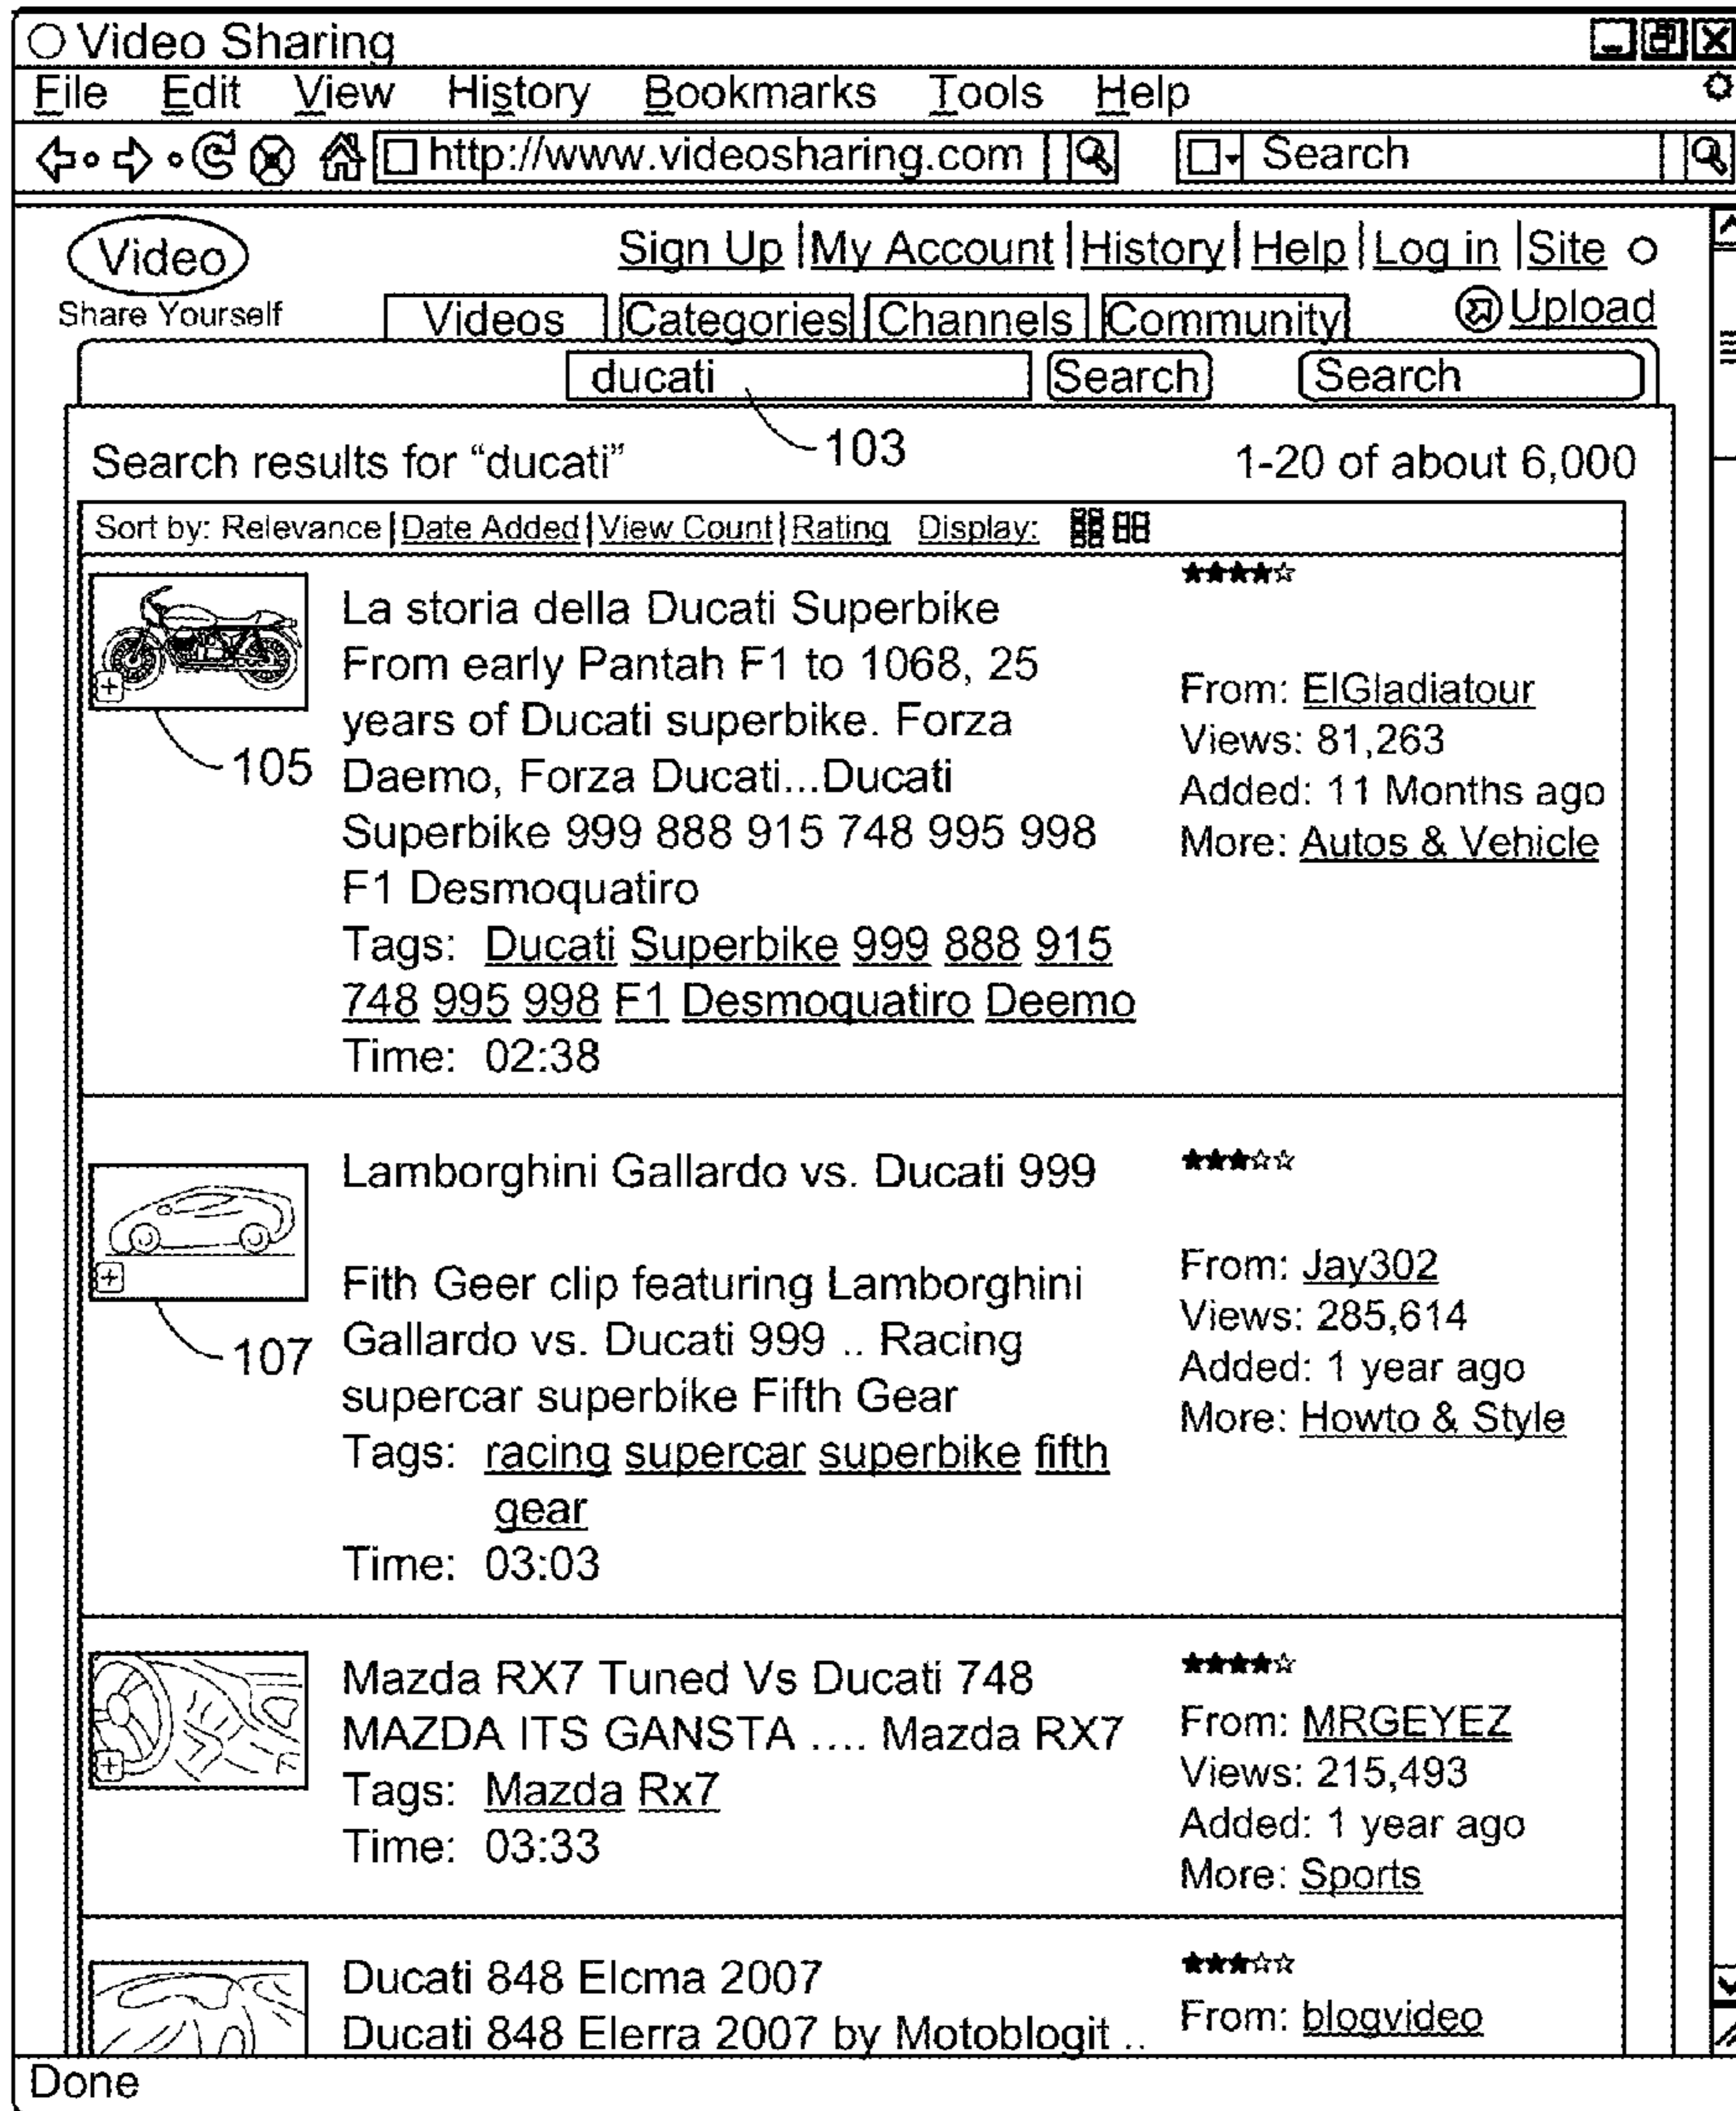 Video Sharing
File Edit View History Bookmarks Tools Help
http://www.videosharing.com Search
Video
Share Yourself
Sign Up | My Account | History | Help | Log in | Site
Videos Categories Channels Community Upload
ducati Search Search
103
Search results for “ducati” 1-20 of about 6,000
Sort by: Relevance | Date Added | View Count | Rating Display:
La storia della Ducati Superbike
From early Pantah F1 to 1068, 25
years of Ducati superbike. Forza
Daemo, Forza Ducati...Ducati
Superbike 999 888 915 748 995 998
F1 Desmoquatiro
Tags: Ducati Superbike 999 888 915
748 995 998 F1 Desmoquatiro Deemo
Time: 02:38
105
From: ElGladiatour
Views: 81,263
Added: 11 Months ago
More: Autos & Vehicle
Lamborghini Gallardo vs. Ducati 999
Fith Geer clip featuring Lamborghini
Gallardo vs. Ducati 999 .. Racing
supercar superbike Fifth Gear
Tags: racing supercar superbike fifth
gear
Time: 03:03
107
From: Jay302
Views: 285,614
Added: 1 year ago
More: Howto & Style
Mazda RX7 Tuned Vs Ducati 748
MAZDA ITS GANSTA .... Mazda RX7
Tags: Mazda Rx7
Time: 03:33
From: MRGEYEZ
Views: 215,493
Added: 1 year ago
More: Sports
Ducati 848 Elcma 2007
Ducati 848 Elerra 2007 by Motoblogit ..
From: blogvideo
Done